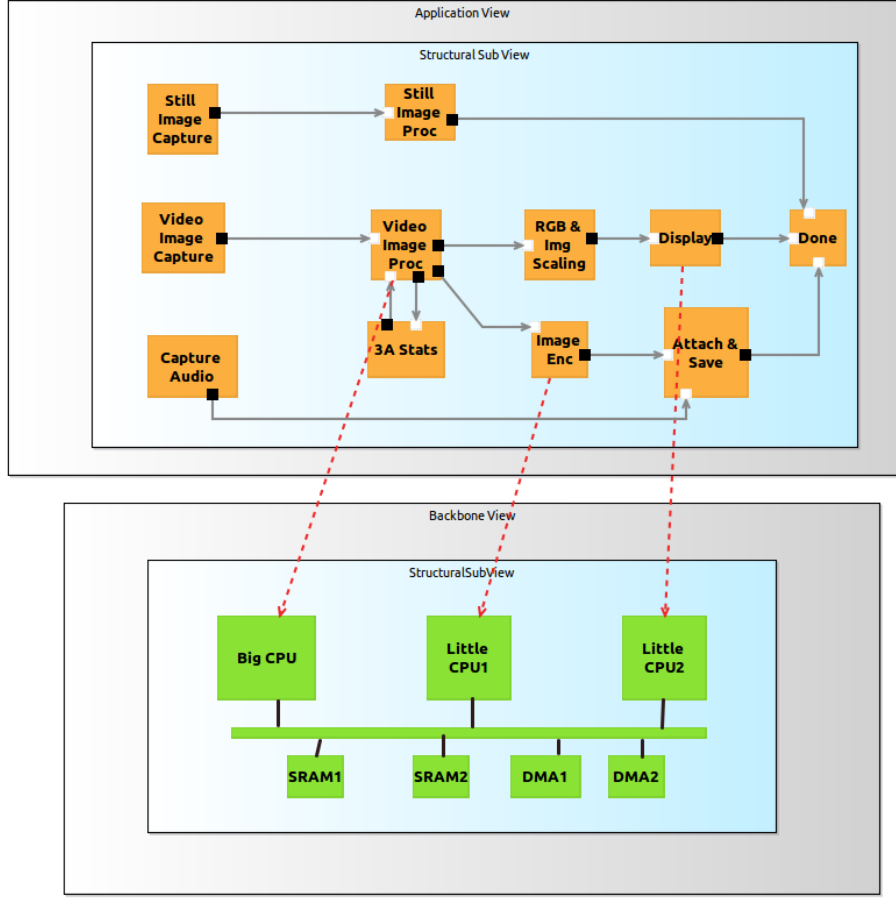 Application View
Structural Sub View
Still
Image
Capture
Still
Image
Proc
Video
Image
Capture
Video
Image
Proc
RGB &
Img
Scaling
Display
Done
Capture
Audio
3A Stats
Image
Enc
Attach &
Save
Backbone View
StructuralSubView
Big CPU
Little
CPU1
Little
CPU2
SRAM1
SRAM2
DMA1
DMA2